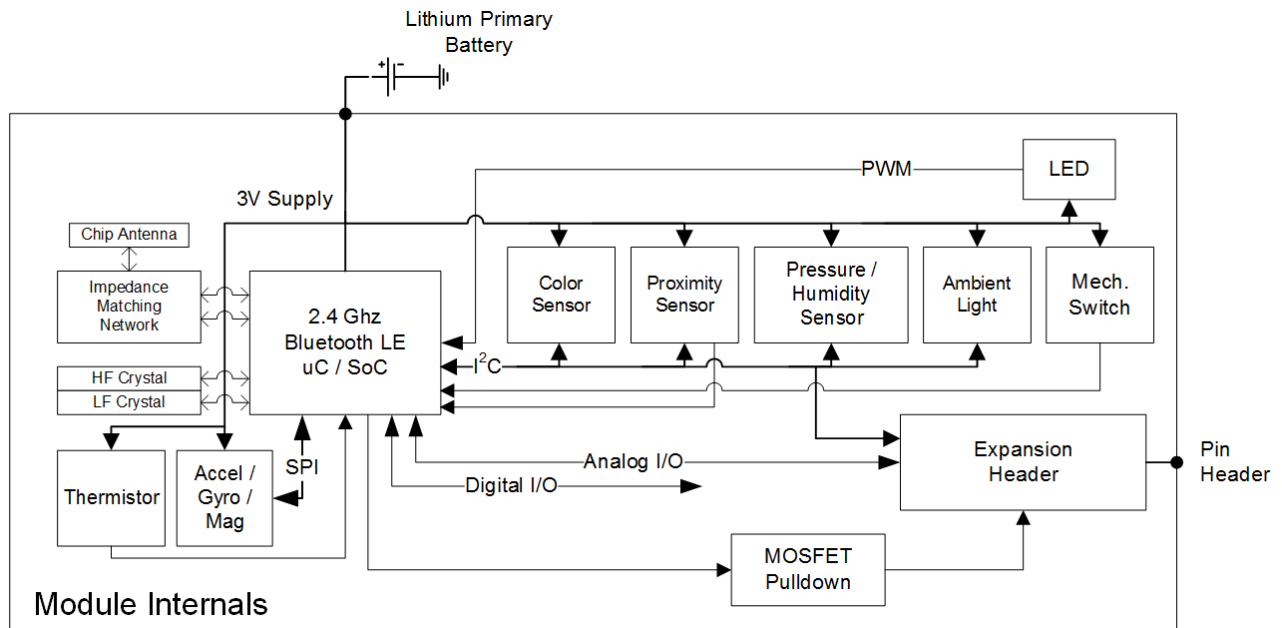 Lithium Primary
Battery
+ -
PWM
LED
3V Supply
Chip Antenna
Impedance
Matching
Network
2.4 Ghz
Bluetooth LE
uC / SoC
Color
Sensor
Proximity
Sensor
Pressure /
Humidity
Sensor
Ambient
Light
Mech.
Switch
I²C
HF Crystal
LF Crystal
Thermistor
Accel /
Gyro /
Mag
SPI
Analog I/O
Digital I/O
Expansion
Header
Pin
Header
MOSFET
Pulldown
Module Internals